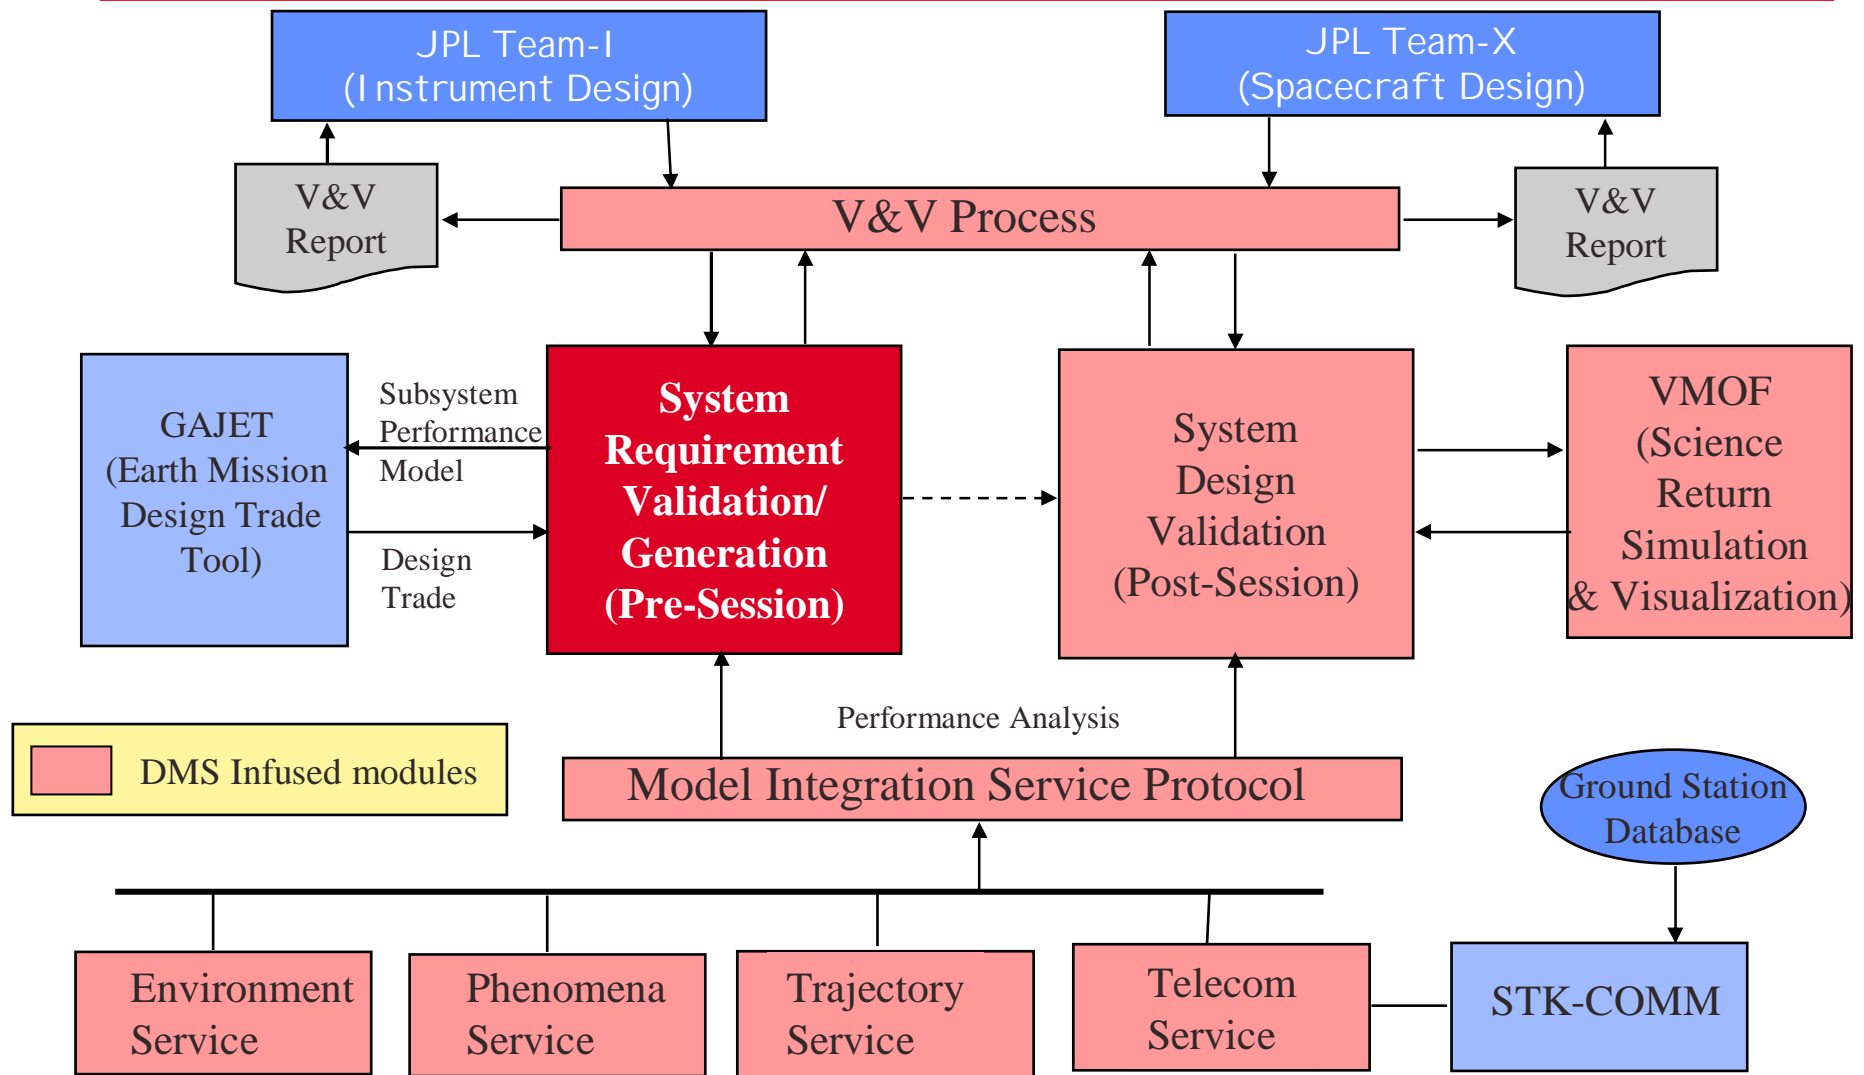 JPL Team-I
(Instrument Design)
JPL Team-X
(Spacecraft Design)
V&V
Report
V&V Process
V&V
Report
GAJET
(Earth Mission
Design Trade
Tool)
Subsystem
Performance
Model
Design
Trade
System
Requirement
Validation/
Generation
(Pre-Session)
System
Design
Validation
(Post-Session)
VMOF
(Science
Return
Simulation
& Visualization)
Performance Analysis
DMS Infused modules
Model Integration Service Protocol
Ground Station
Database
Environment
Service
Phenomena
Service
Trajectory
Service
Telecom
Service
STK-COMM